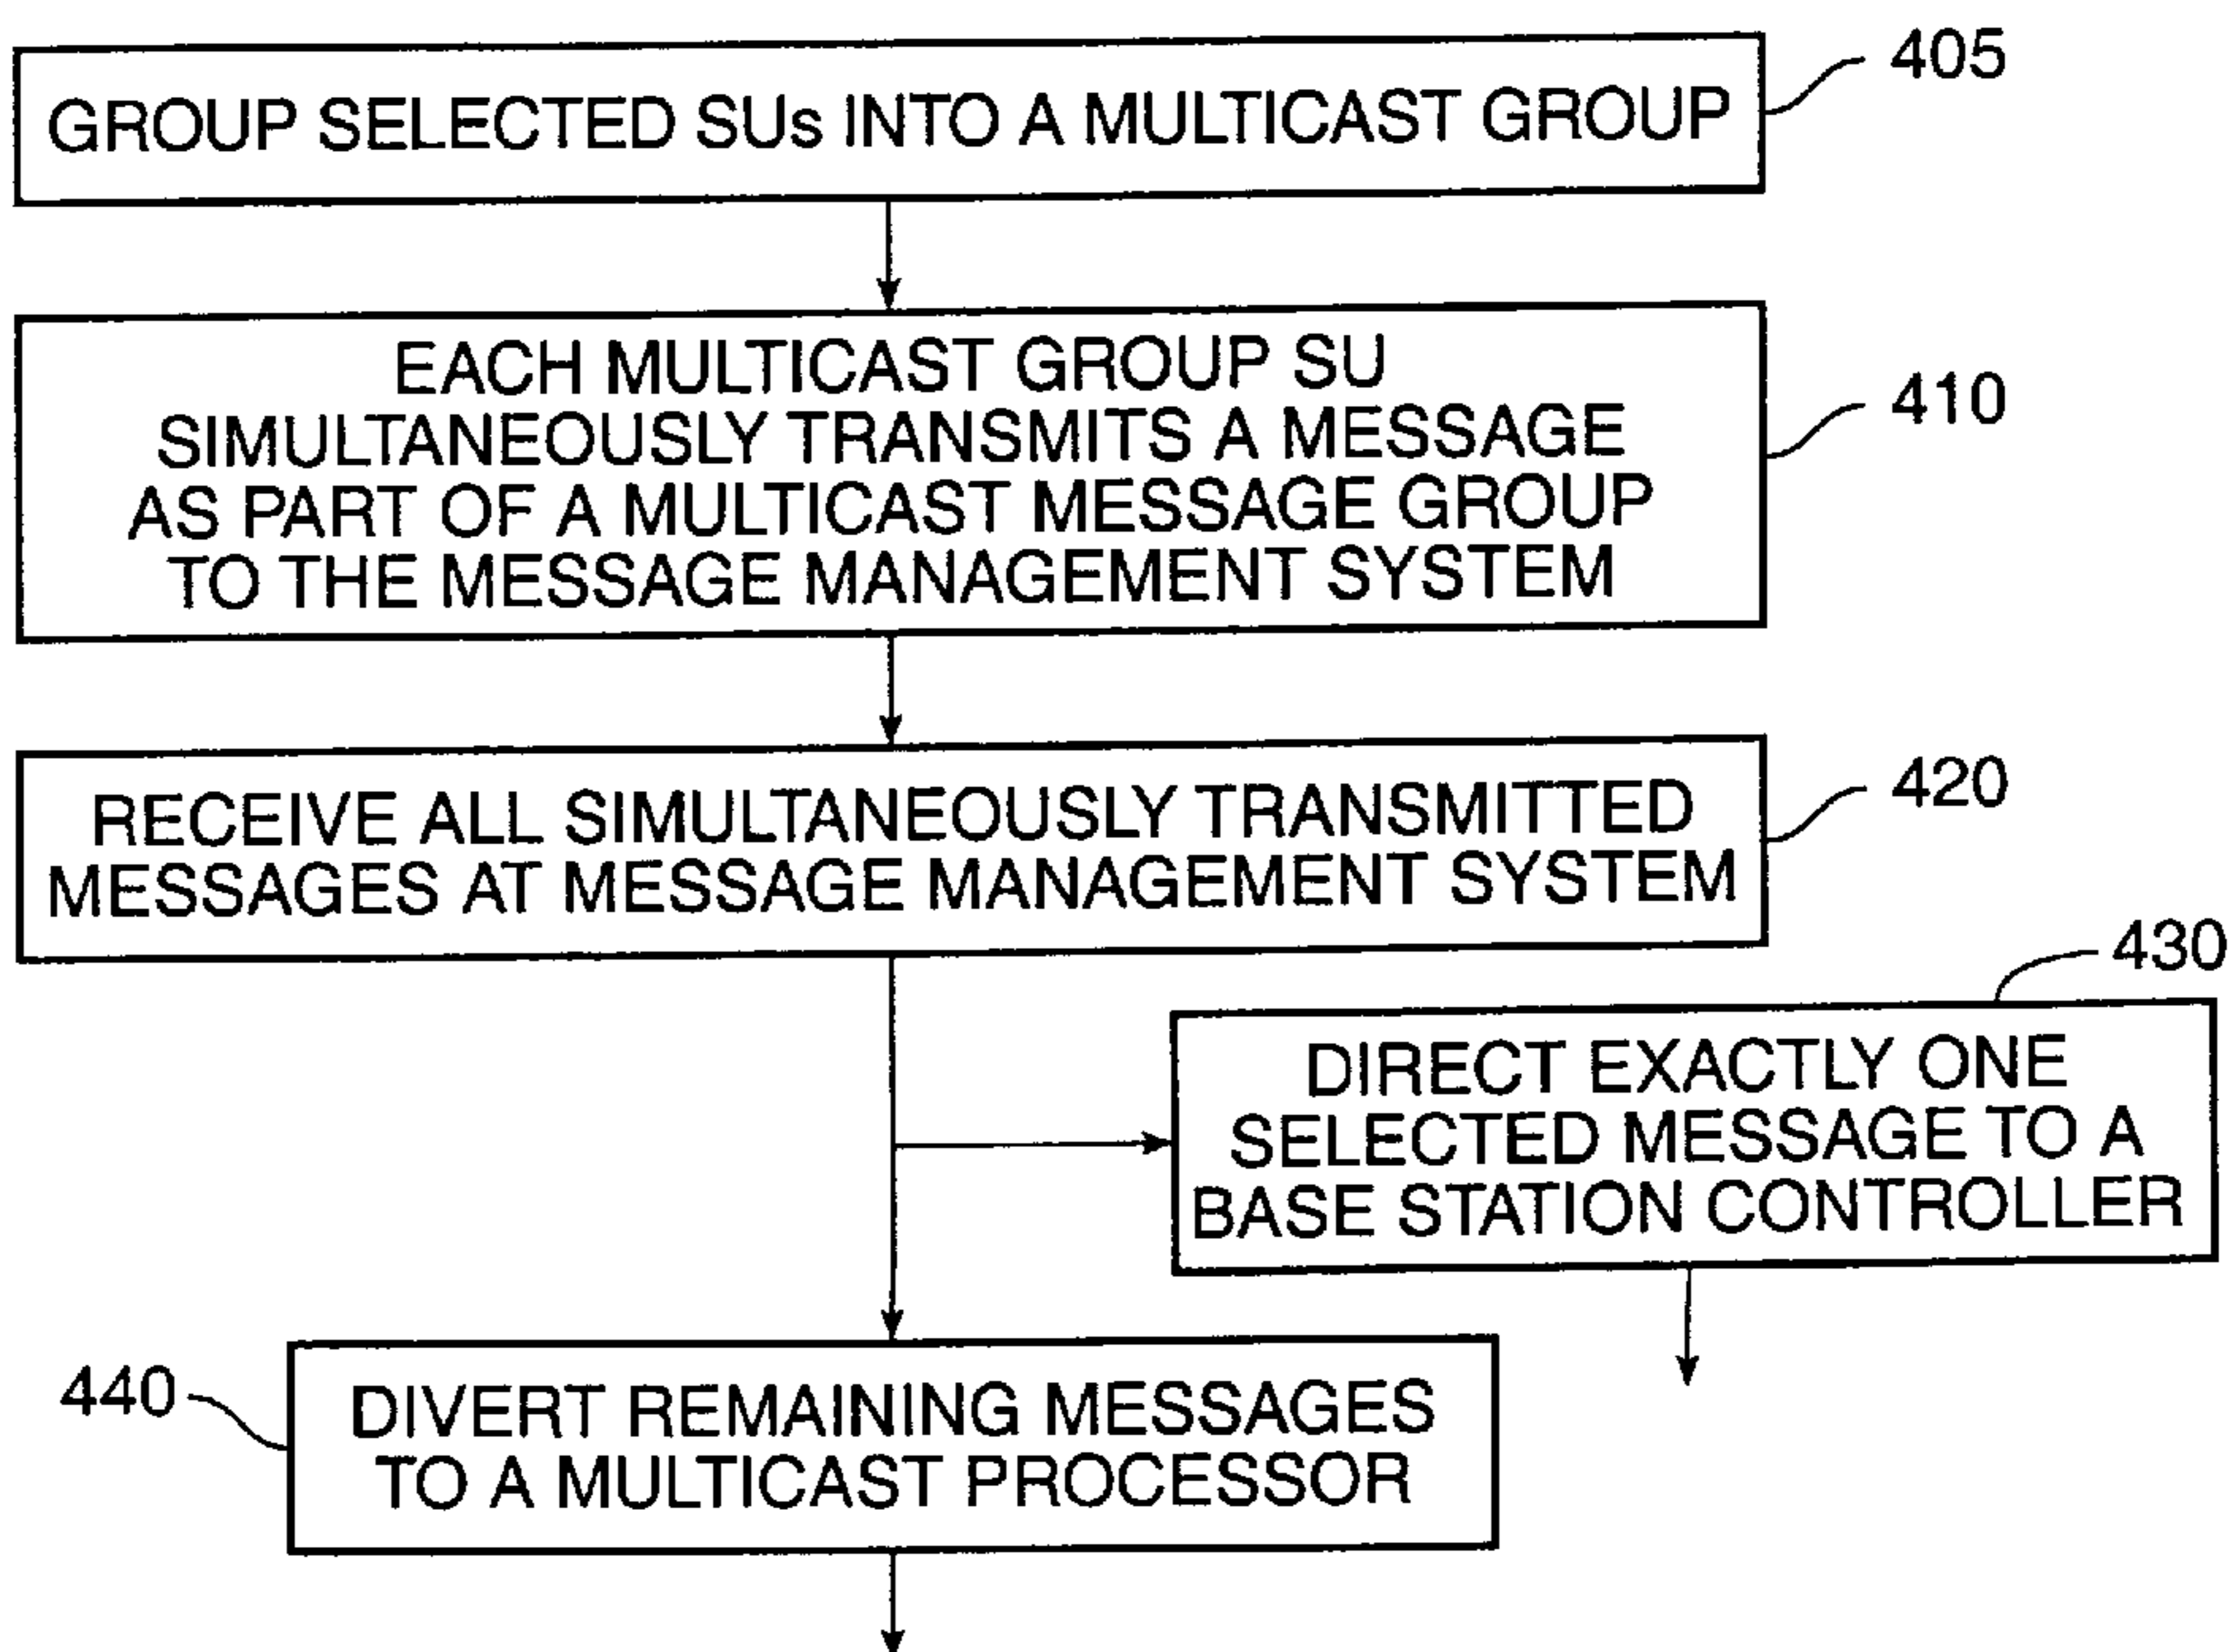 405
GROUP SELECTED SUs INTO A MULTICAST GROUP
EACH MULTICAST GROUP SU
SIMULTANEOUSLY TRANSMITS A MESSAGE
AS PART OF A MULTICAST MESSAGE GROUP
TO THE MESSAGE MANAGEMENT SYSTEM
410
RECEIVE ALL SIMULTANEOUSLY TRANSMITTED
MESSAGES AT MESSAGE MANAGEMENT SYSTEM
420
430
DIRECT EXACTLY ONE
SELECTED MESSAGE TO A
BASE STATION CONTROLLER
440
DIVERT REMAINING MESSAGES
TO A MULTICAST PROCESSOR